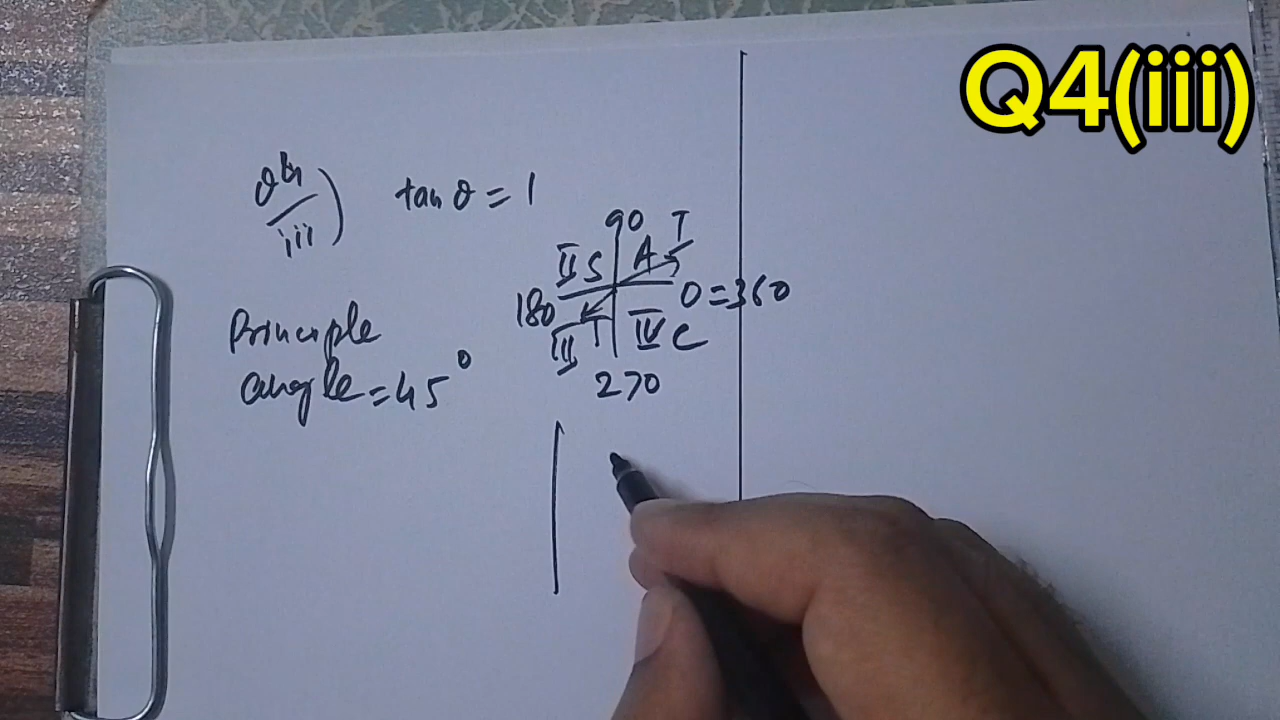 Q4(iii)
Q4/iii) tan θ = 1
90 T
II S A
180 0=360
III T IV C
270
Principle
angle = 45°